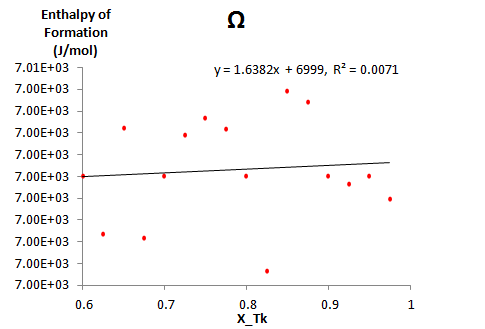 Ω
Enthalpy of
Formation
(J/mol)
y = 1.6382x + 6999, R² = 0.0071
7.01E+03
7.00E+03
7.00E+03
7.00E+03
7.00E+03
7.00E+03
7.00E+03
7.00E+03
7.00E+03
7.00E+03
7.00E+03
0.6 0.7 0.8 0.9 1
X_Tk